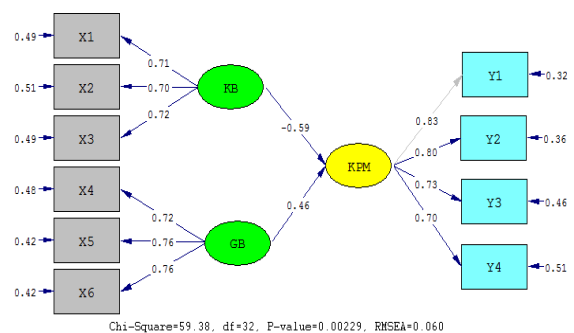 0.49 X1
0.51 X2
0.49 X3
0.48 X4
0.42 X5
0.42 X6
0.71
0.70
0.72
0.72
0.76
0.76
KB
GB
-0.59
0.46
KPM
0.83
0.80
0.73
0.70
Y1 0.32
Y2 0.36
Y3 0.46
Y4 0.51
Chi-Square=59.38, df=32, P-value=0.00229, RMSEA=0.060